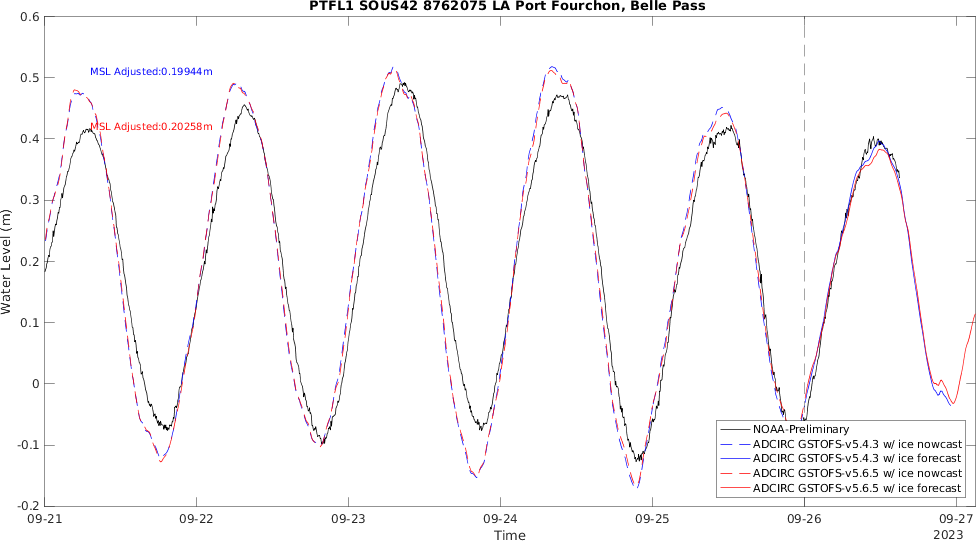 PTFL1 SOUS42 8762075 LA Port Fourchon, Belle Pass
0.6
0.5
0.4
0.3
0.2
0.1
0
-0.1
-0.2
Water Level (m)
MSL Adjusted:0.19944m
MSL Adjusted:0.20258m
NOAA-Preliminary
ADCIRC GSTOFS-v5.4.3 w/ ice nowcast
ADCIRC GSTOFS-v5.4.3 w/ ice forecast
ADCIRC GSTOFS-v5.6.5 w/ ice nowcast
ADCIRC GSTOFS-v5.6.5 w/ ice forecast
09-21 09-22 09-23 09-24 09-25 09-26 09-27
Time
2023